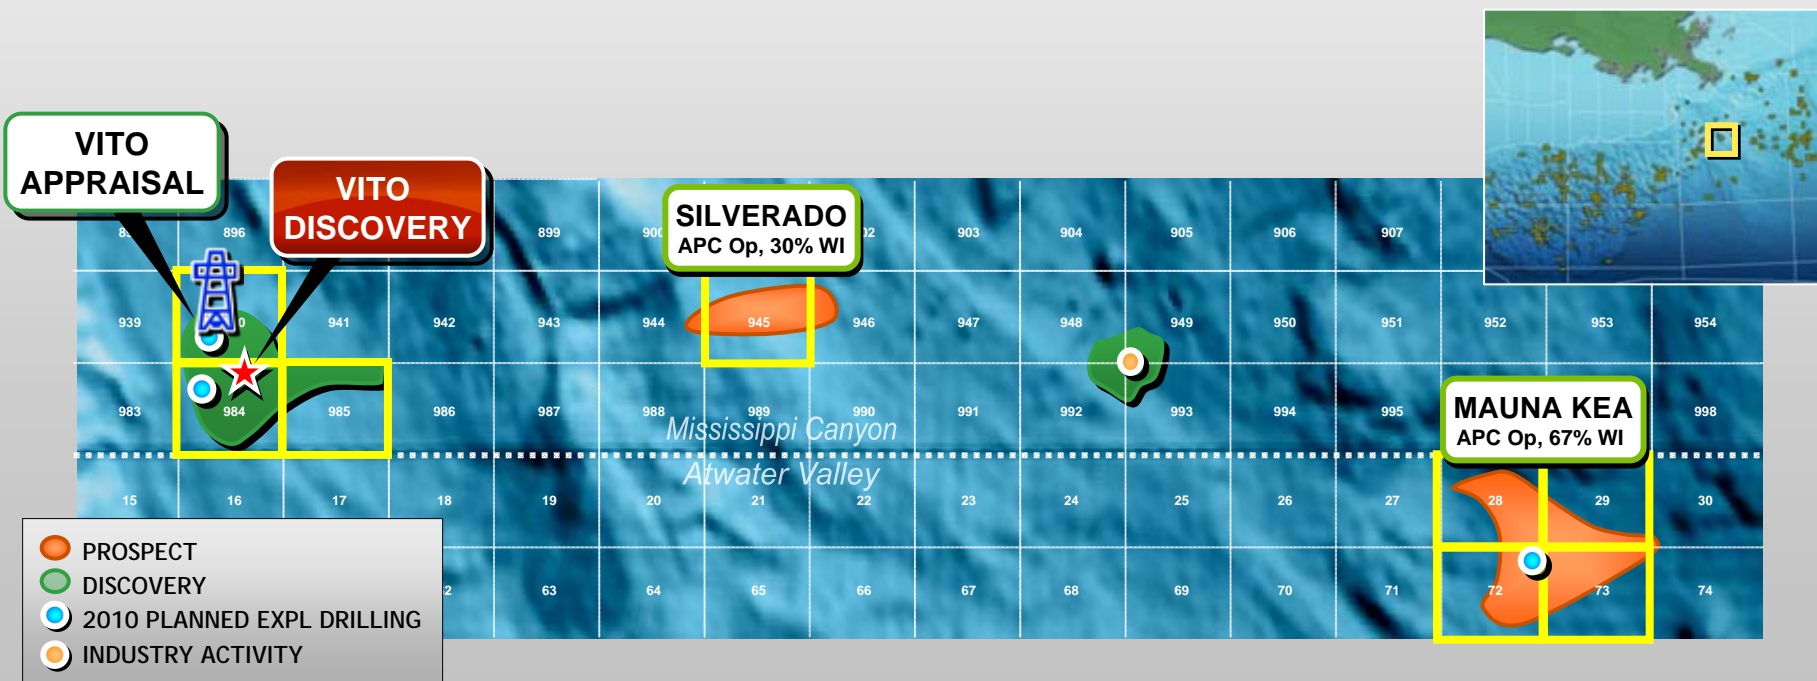 VITO
APPRAISAL
VITO
DISCOVERY
SILVERADO
APC Op, 30% WI
MAUNA KEA
APC Op, 67% WI
896 899 903 904 905 906 907
939 941 942 943 944 945 946 947 948 949 950 951 952 953 954
983 984 985 986 987 988 989 990 991 992 993 994 995 998
Mississippi Canyon
Atwater Valley
15 16 17 18 19 20 21 22 23 24 25 26 27 28 29 30
63 64 65 66 67 68 69 70 71 72 73 74
PROSPECT
DISCOVERY
2010 PLANNED EXPL DRILLING
INDUSTRY ACTIVITY